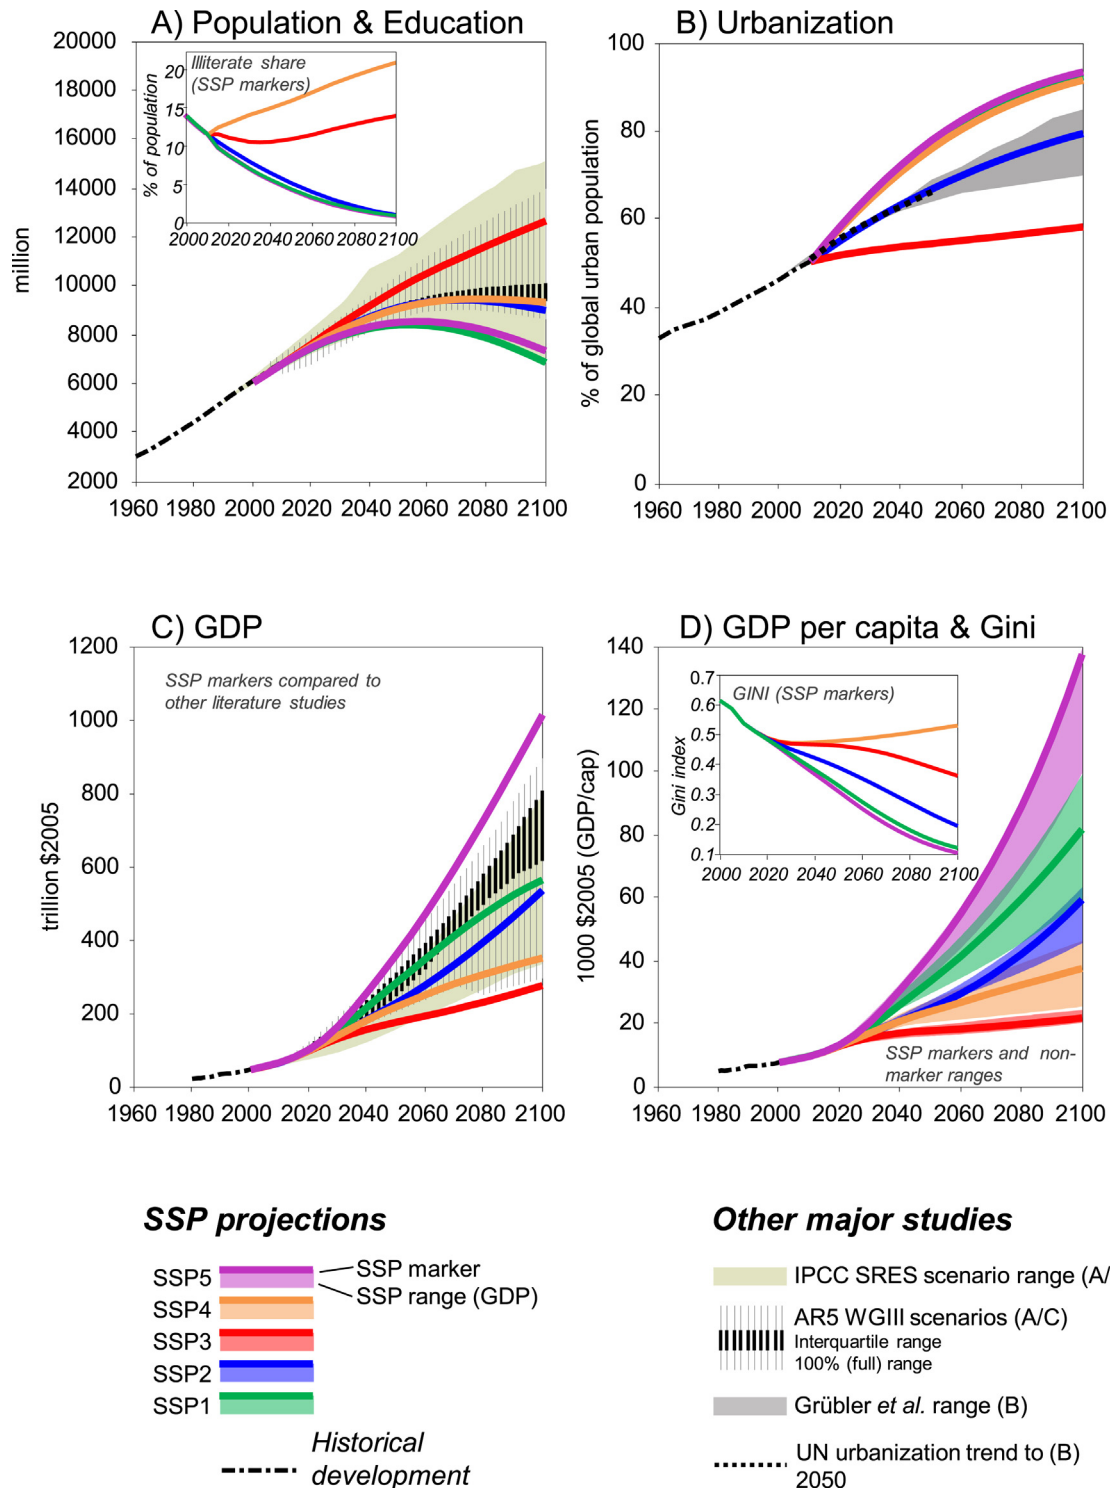 A) Population & Education
20000
18000
16000
14000
12000
10000
8000
6000
4000
2000
million
1960 1980 2000 2020 2040 2060 2080 2100
Illiterate share
(SSP markers)
% of population
20
15
10
5
0
2000 2020 2040 2060 2080 2100
B) Urbanization
100
80
60
40
20
0
% of global urban population
1960 1980 2000 2020 2040 2060 2080 2100
C) GDP
1200
1000
800
600
400
200
0
trillion $2005
SSP markers compared to
other literature studies
1960 1980 2000 2020 2040 2060 2080 2100
D) GDP per capita & Gini
140
120
100
80
60
40
20
0
1000 $2005 (GDP/cap)
GINI (SSP markers)
Gini index
0.7
0.6
0.5
0.4
0.3
0.2
0.1
2000 2020 2040 2060 2080 2100
SSP markers and non-
marker ranges
1960 1980 2000 2020 2040 2060 2080 2100
SSP projections
SSP5
SSP marker
SSP range (GDP)
SSP4
SSP3
SSP2
SSP1
Historical
development
Other major studies
IPCC SRES scenario range (A/
AR5 WGIII scenarios (A/C)
Interquartile range
100% (full) range
Grübler et al. range (B)
UN urbanization trend to (B)
2050